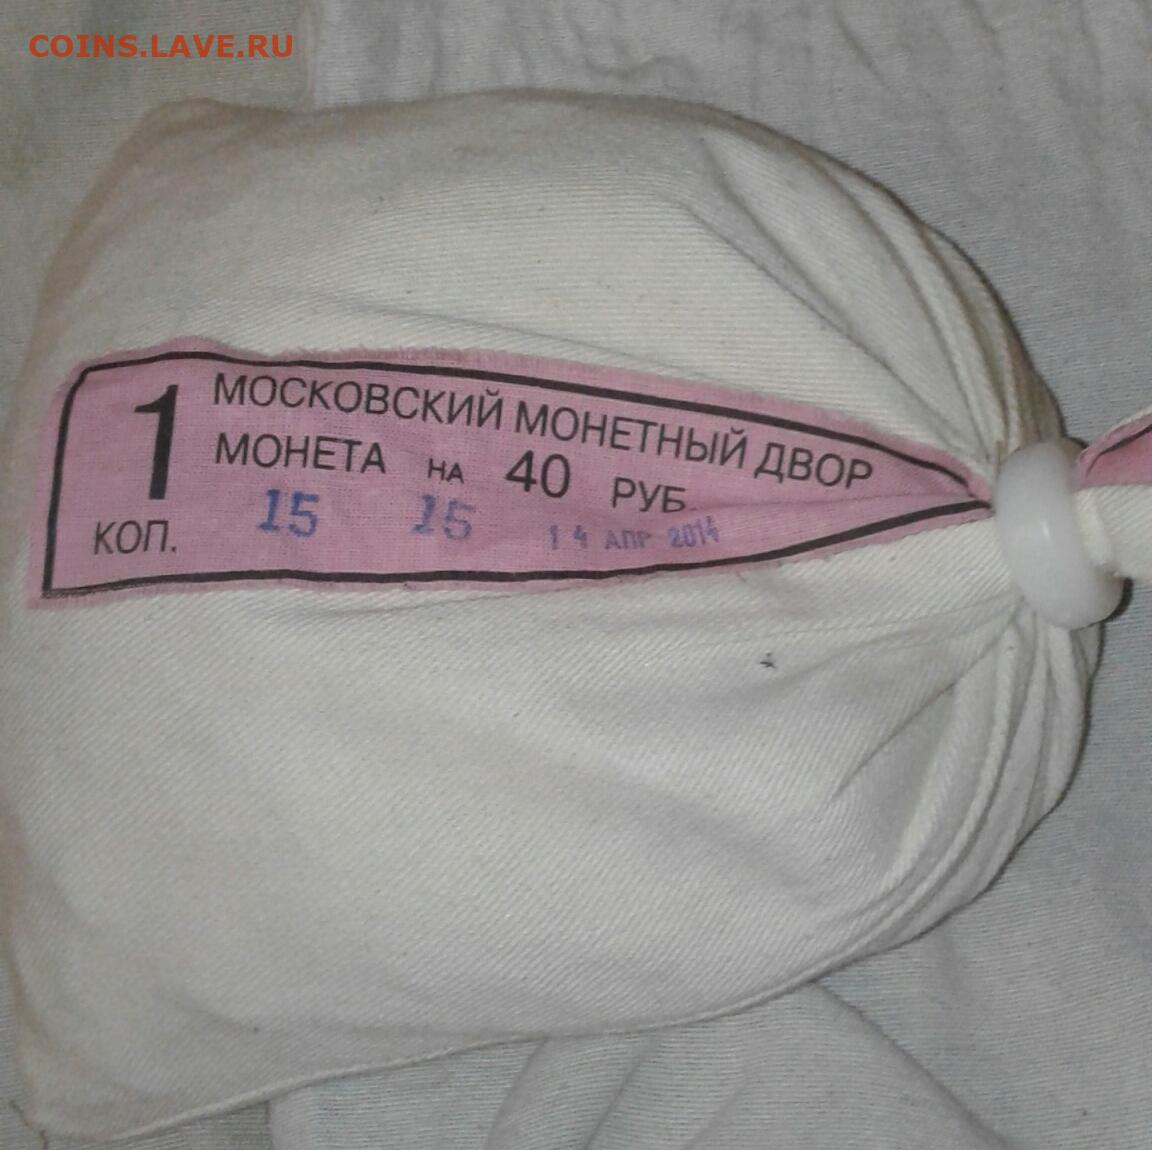 COINS.LAVE.RU
1 МОСКОВСКИЙ МОНЕТНЫЙ ДВОР
МОНЕТА НА 40 РУБ.
КОП. 15 15 14 АПР 2014